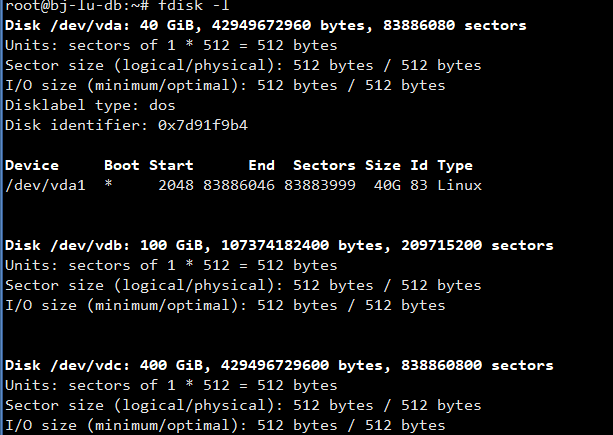 root@bj-lu-db:~# fdisk -l
Disk /dev/vda: 40 GiB, 42949672960 bytes, 83886080 sectors
Units: sectors of 1 * 512 = 512 bytes
Sector size (logical/physical): 512 bytes / 512 bytes
I/O size (minimum/optimal): 512 bytes / 512 bytes
Disklabel type: dos
Disk identifier: 0x7d91f9b4
Device     Boot Start      End  Sectors Size Id Type
/dev/vda1  *     2048 83886046 83883999  40G 83 Linux
Disk /dev/vdb: 100 GiB, 107374182400 bytes, 209715200 sectors
Units: sectors of 1 * 512 = 512 bytes
Sector size (logical/physical): 512 bytes / 512 bytes
I/O size (minimum/optimal): 512 bytes / 512 bytes
Disk /dev/vdc: 400 GiB, 429496729600 bytes, 838860800 sectors
Units: sectors of 1 * 512 = 512 bytes
Sector size (logical/physical): 512 bytes / 512 bytes
I/O size (minimum/optimal): 512 bytes / 512 bytes